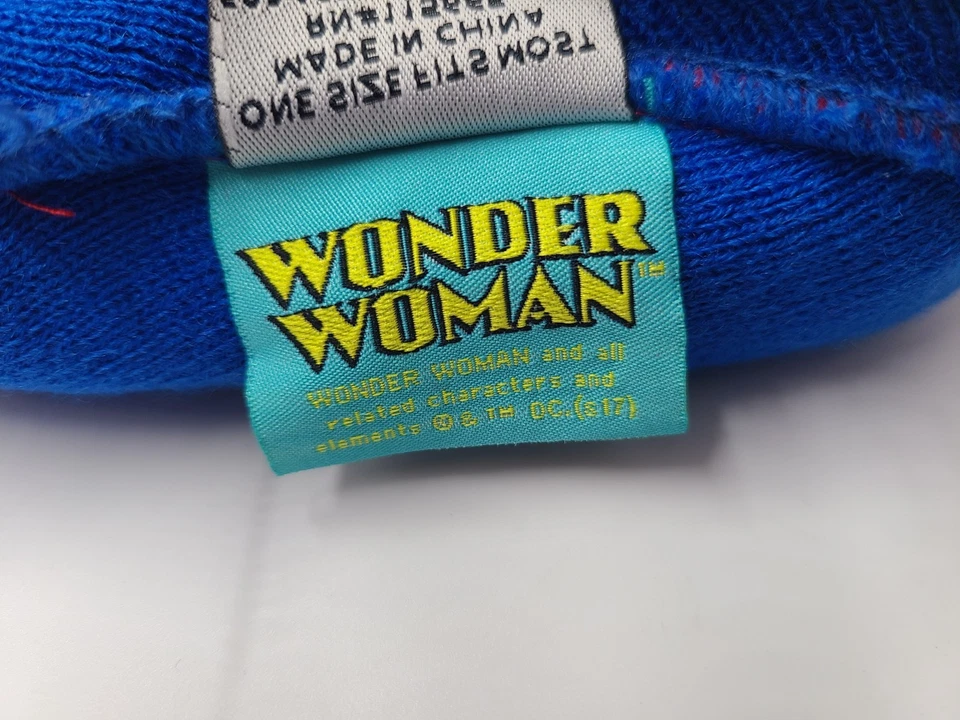 ONE SIZE FITS MOST
MADE IN CHINA
WONDER
WOMAN™
WONDER WOMAN and all
related characters and
elements © & ™ DC. (s17)